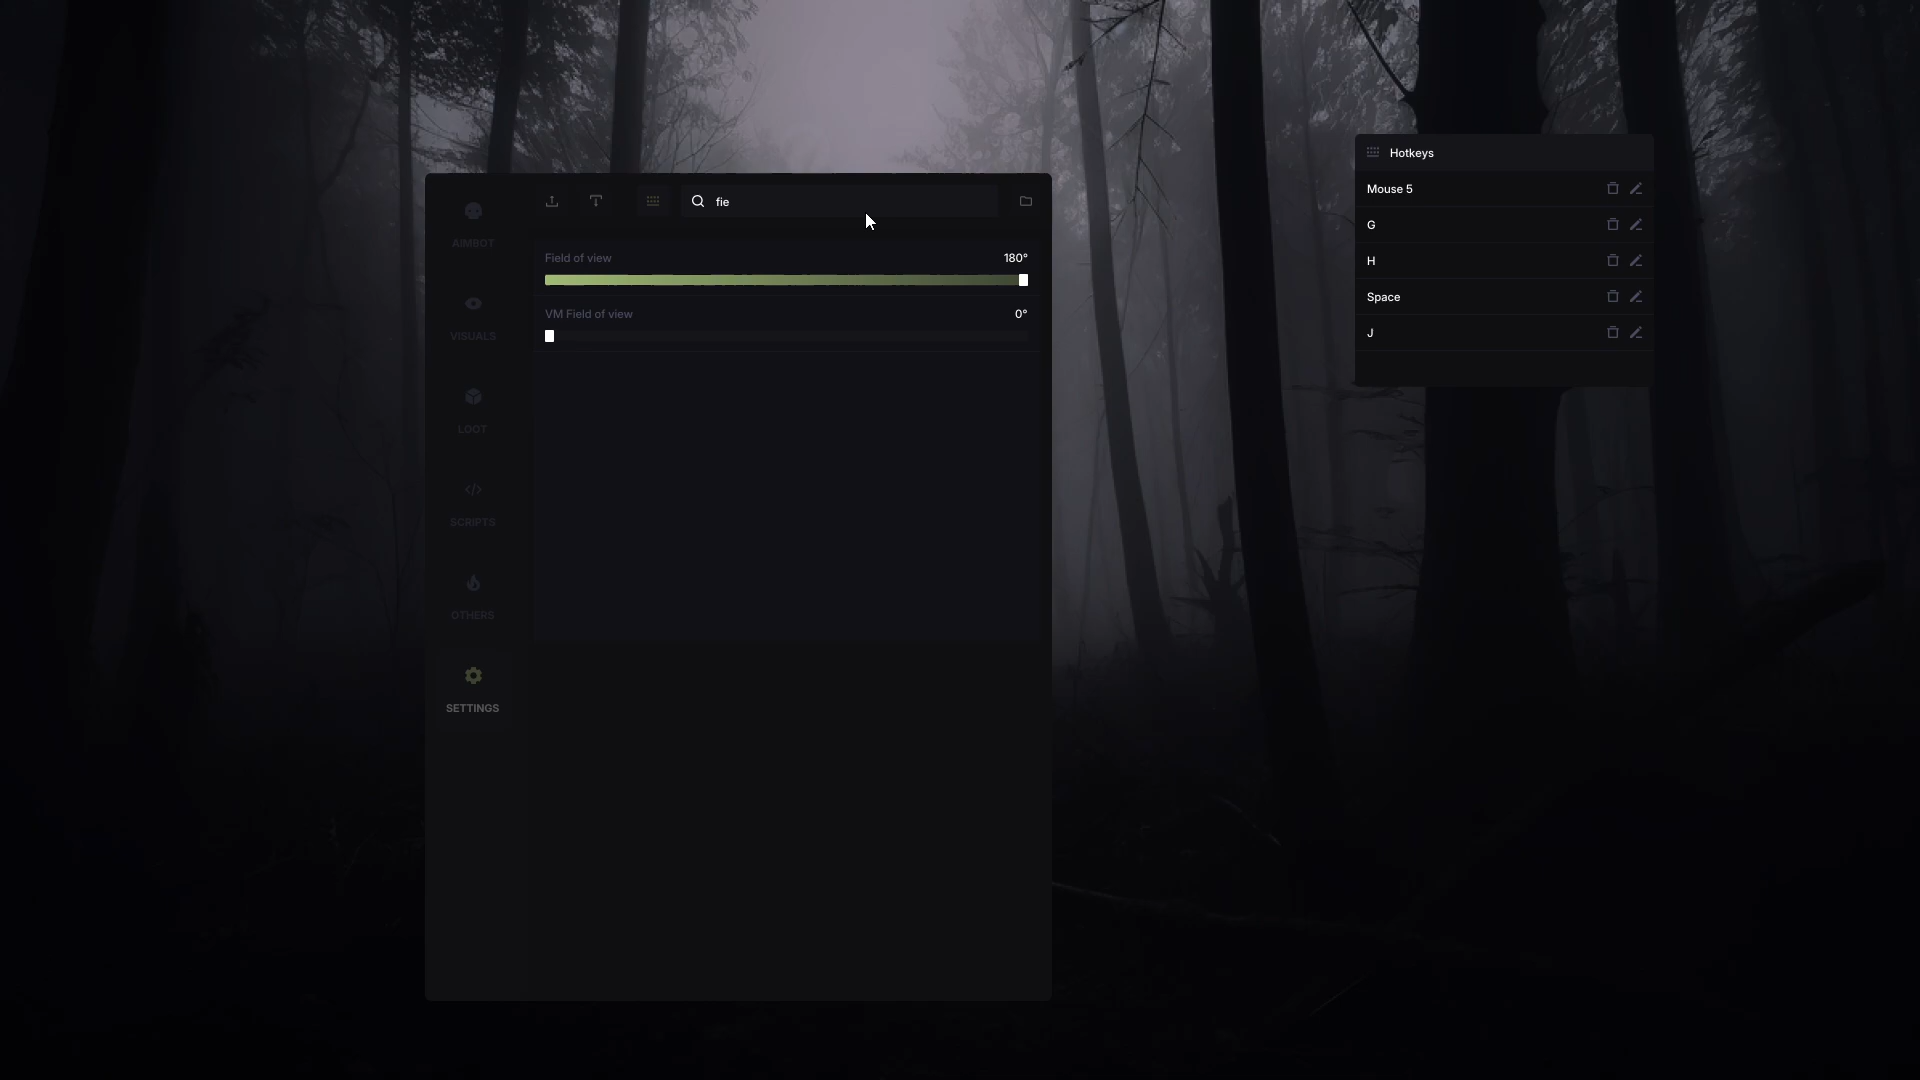 fie
AIMBOT
VISUALS
LOOT
SCRIPTS
OTHERS
SETTINGS
Field of view 180°
VM Field of view 0°
Hotkeys
Mouse 5
G
H
Space
J